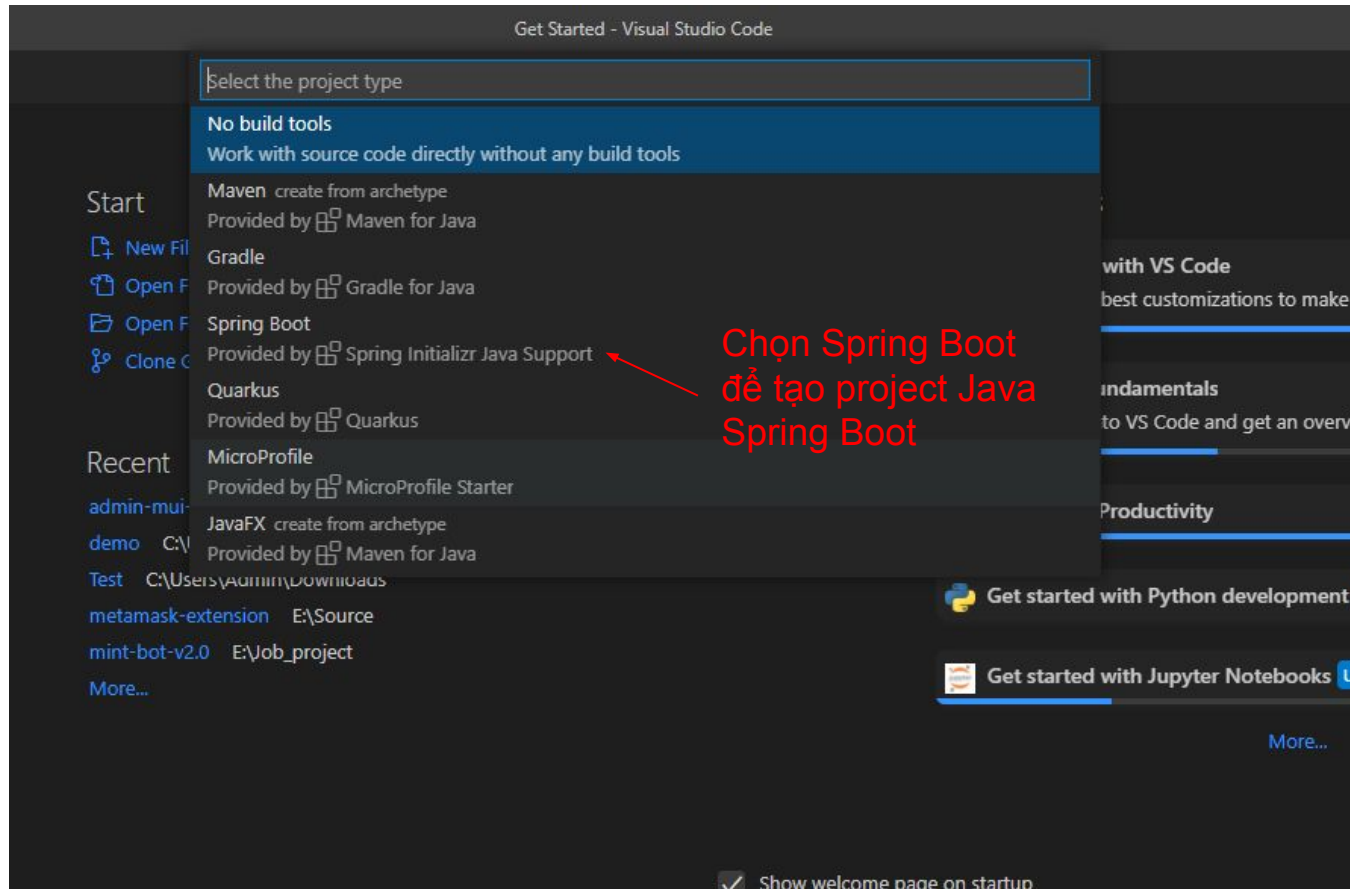 Get Started - Visual Studio Code
Select the project type
No build tools
Work with source code directly without any build tools
Maven create from archetype
Provided by Maven for Java
Gradle
Provided by Gradle for Java
Spring Boot
Provided by Spring Initializr Java Support
Quarkus
Provided by Quarkus
MicroProfile
Provided by MicroProfile Starter
JavaFX create from archetype
Provided by Maven for Java
Chọn Spring Boot
để tạo project Java
Spring Boot
Start
New Fil
Open F
Open F
Clone G
Recent
admin-mui-
demo C:\
Test C:\Users\Admin\Downloads
metamask-extension E:\Source
mint-bot-v2.0 E:\Job_project
More...
with VS Code
best customizations to make
undamentals
to VS Code and get an overv
Productivity
Get started with Python development
Get started with Jupyter Notebooks
More...
Show welcome page on startup